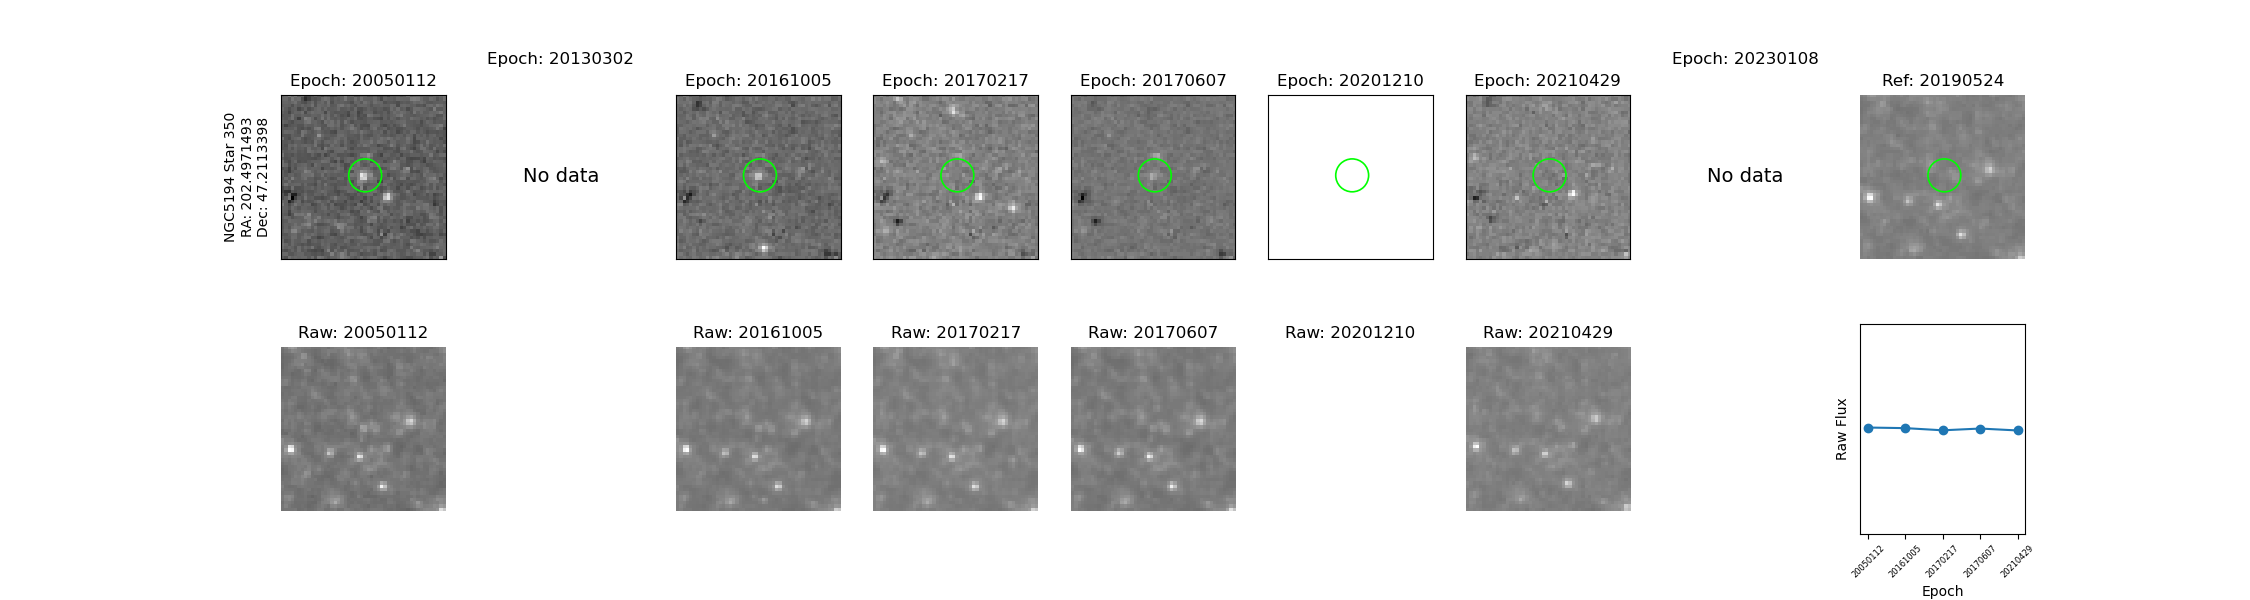 Epoch: 20130302
Epoch: 20230108
Epoch: 20050112
Epoch: 20161005
Epoch: 20170217
Epoch: 20170607
Epoch: 20201210
Epoch: 20210429
Ref: 20190524
NGC5194 Star 350
RA: 202.4971493
Dec: 47.2113398
No data
No data
Raw: 20050112
Raw: 20161005
Raw: 20170217
Raw: 20170607
Raw: 20201210
Raw: 20210429
Raw Flux
20050112
20161005
20170217
20170607
20210429
Epoch